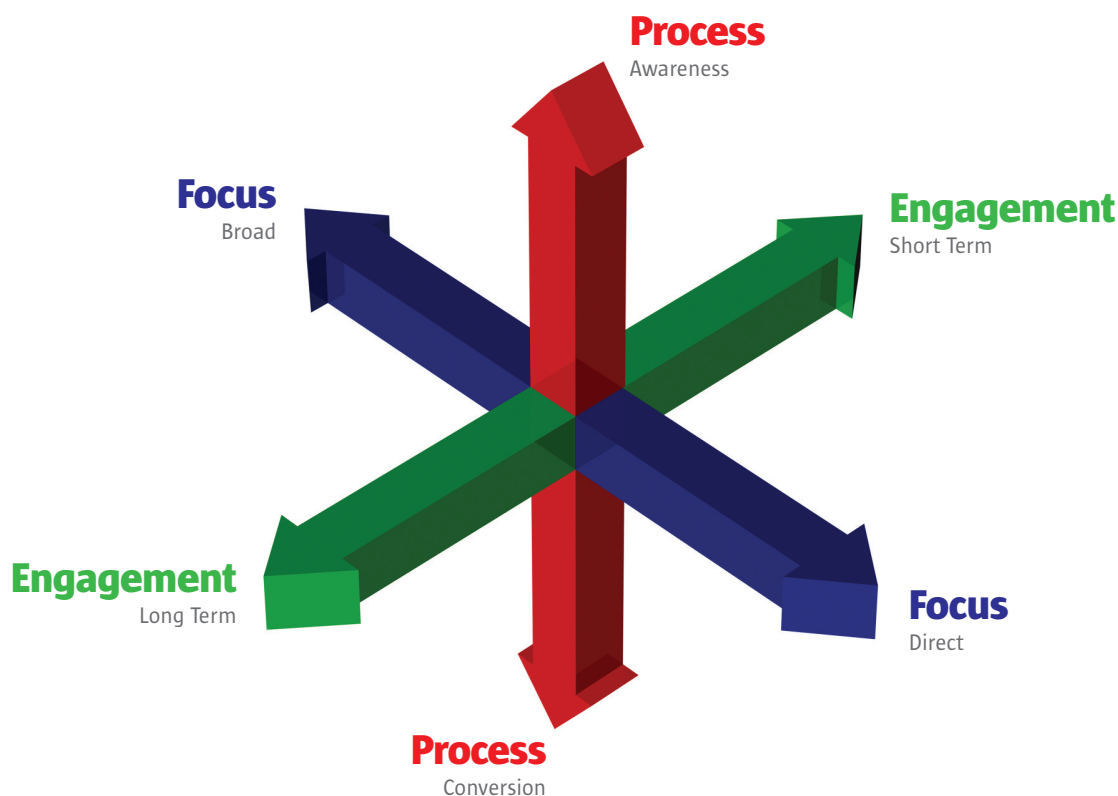 Process
Awareness
Focus
Broad
Engagement
Short Term
Engagement
Long Term
Focus
Direct
Process
Conversion